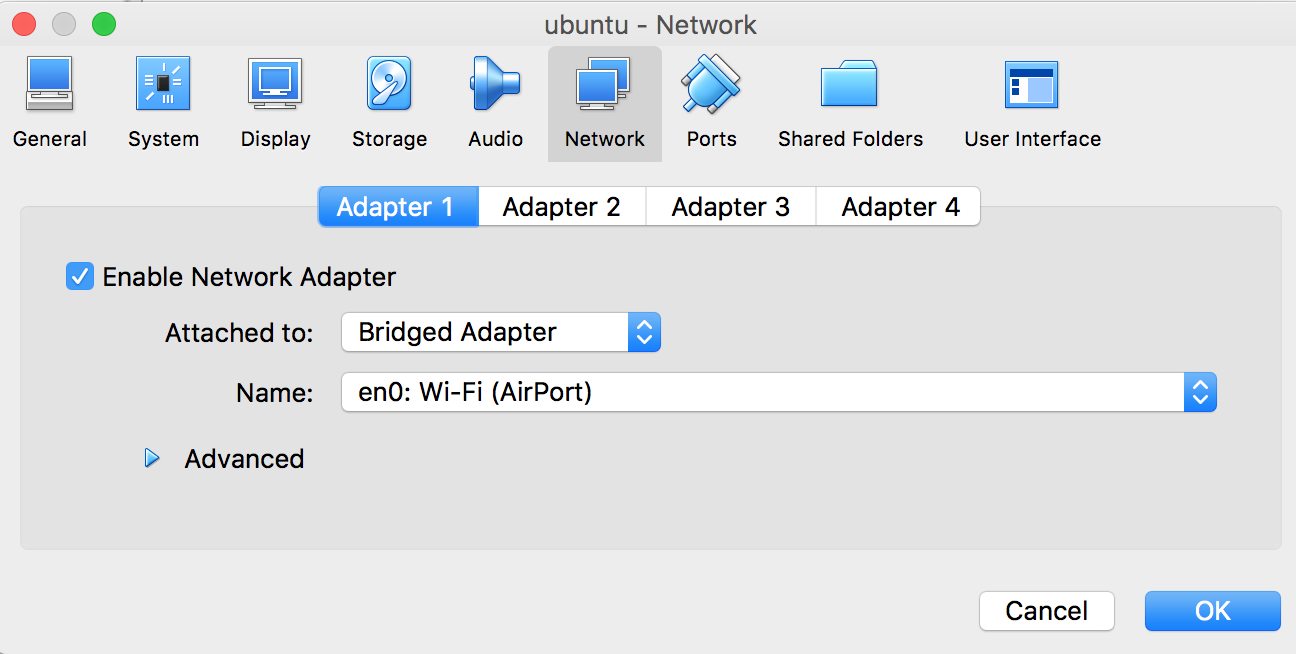 ubuntu - Network
General System Display Storage Audio Network Ports Shared Folders User Interface
Adapter 1 Adapter 2 Adapter 3 Adapter 4
Enable Network Adapter
Attached to: Bridged Adapter
Name: en0: Wi-Fi (AirPort)
Advanced
Cancel OK